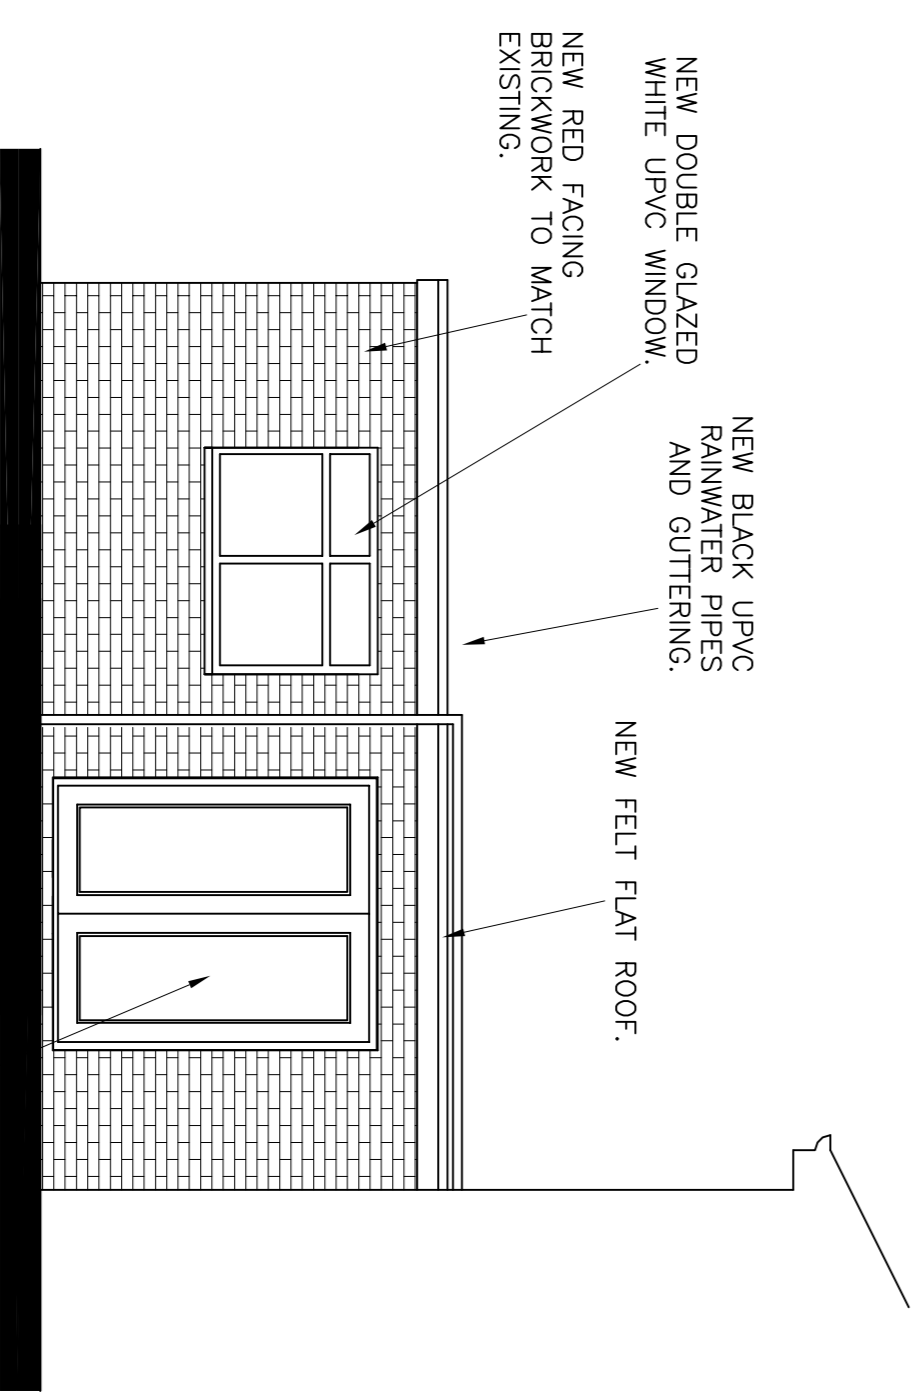 NEW RED FACING
BRICKWORK TO MATCH
EXISTING.
NEW DOUBLE GLAZED
WHITE UPVC WINDOW.
NEW BLACK UPVC
RAINWATER PIPES
AND GUTTERING.
NEW FELT FLAT ROOF.